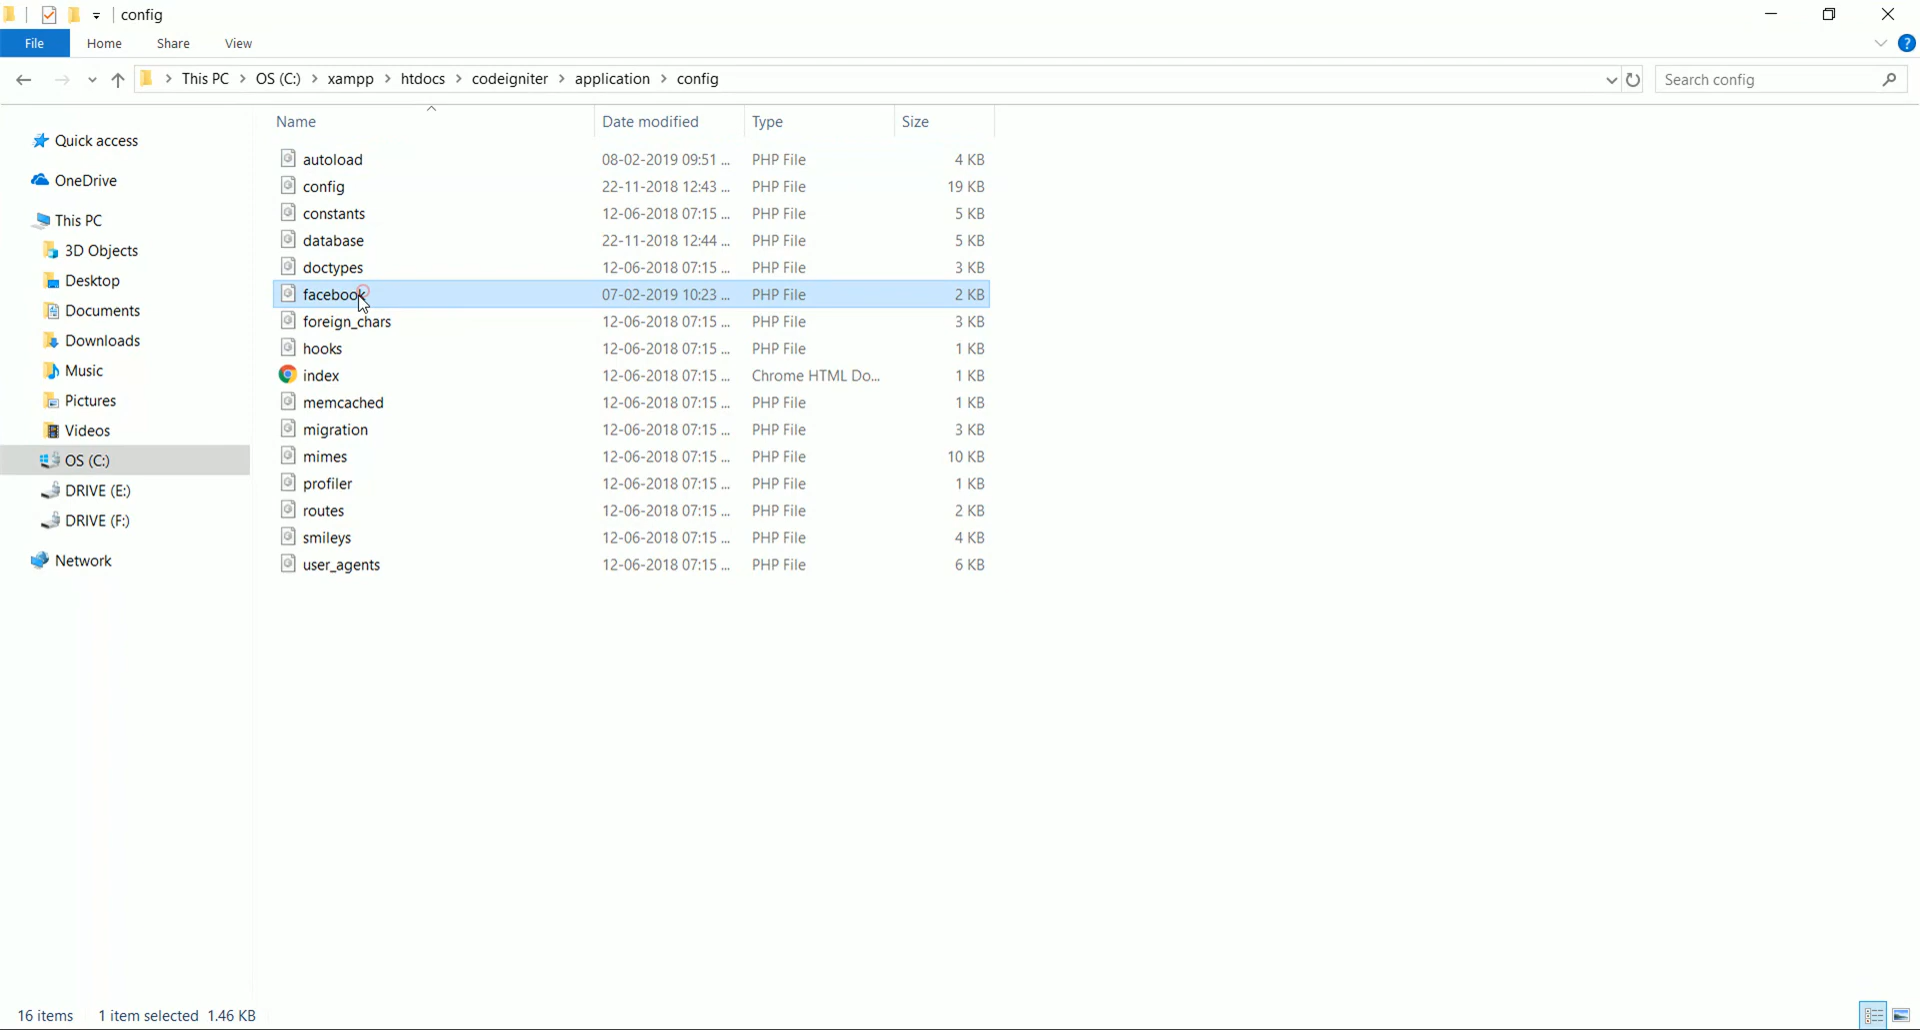 config
File Home Share View
This PC OS (C:) xampp htdocs codeigniter application config Search config
Name Date modified Type Size
Quick access
OneDrive
This PC
3D Objects
Desktop
Documents
Downloads
Music
Pictures
Videos
OS (C:)
DRIVE (E:)
DRIVE (F:)
Network
autoload 08-02-2019 09:51 ... PHP File 4 KB
config 22-11-2018 12:43 ... PHP File 19 KB
constants 12-06-2018 07:15 ... PHP File 5 KB
database 22-11-2018 12:44 ... PHP File 5 KB
doctypes 12-06-2018 07:15 ... PHP File 3 KB
facebook 07-02-2019 10:23 ... PHP File 2 KB
foreign_chars 12-06-2018 07:15 ... PHP File 3 KB
hooks 12-06-2018 07:15 ... PHP File 1 KB
index 12-06-2018 07:15 ... Chrome HTML Do... 1 KB
memcached 12-06-2018 07:15 ... PHP File 1 KB
migration 12-06-2018 07:15 ... PHP File 3 KB
mimes 12-06-2018 07:15 ... PHP File 10 KB
profiler 12-06-2018 07:15 ... PHP File 1 KB
routes 12-06-2018 07:15 ... PHP File 2 KB
smileys 12-06-2018 07:15 ... PHP File 4 KB
user_agents 12-06-2018 07:15 ... PHP File 6 KB
16 items 1 item selected 1.46 KB